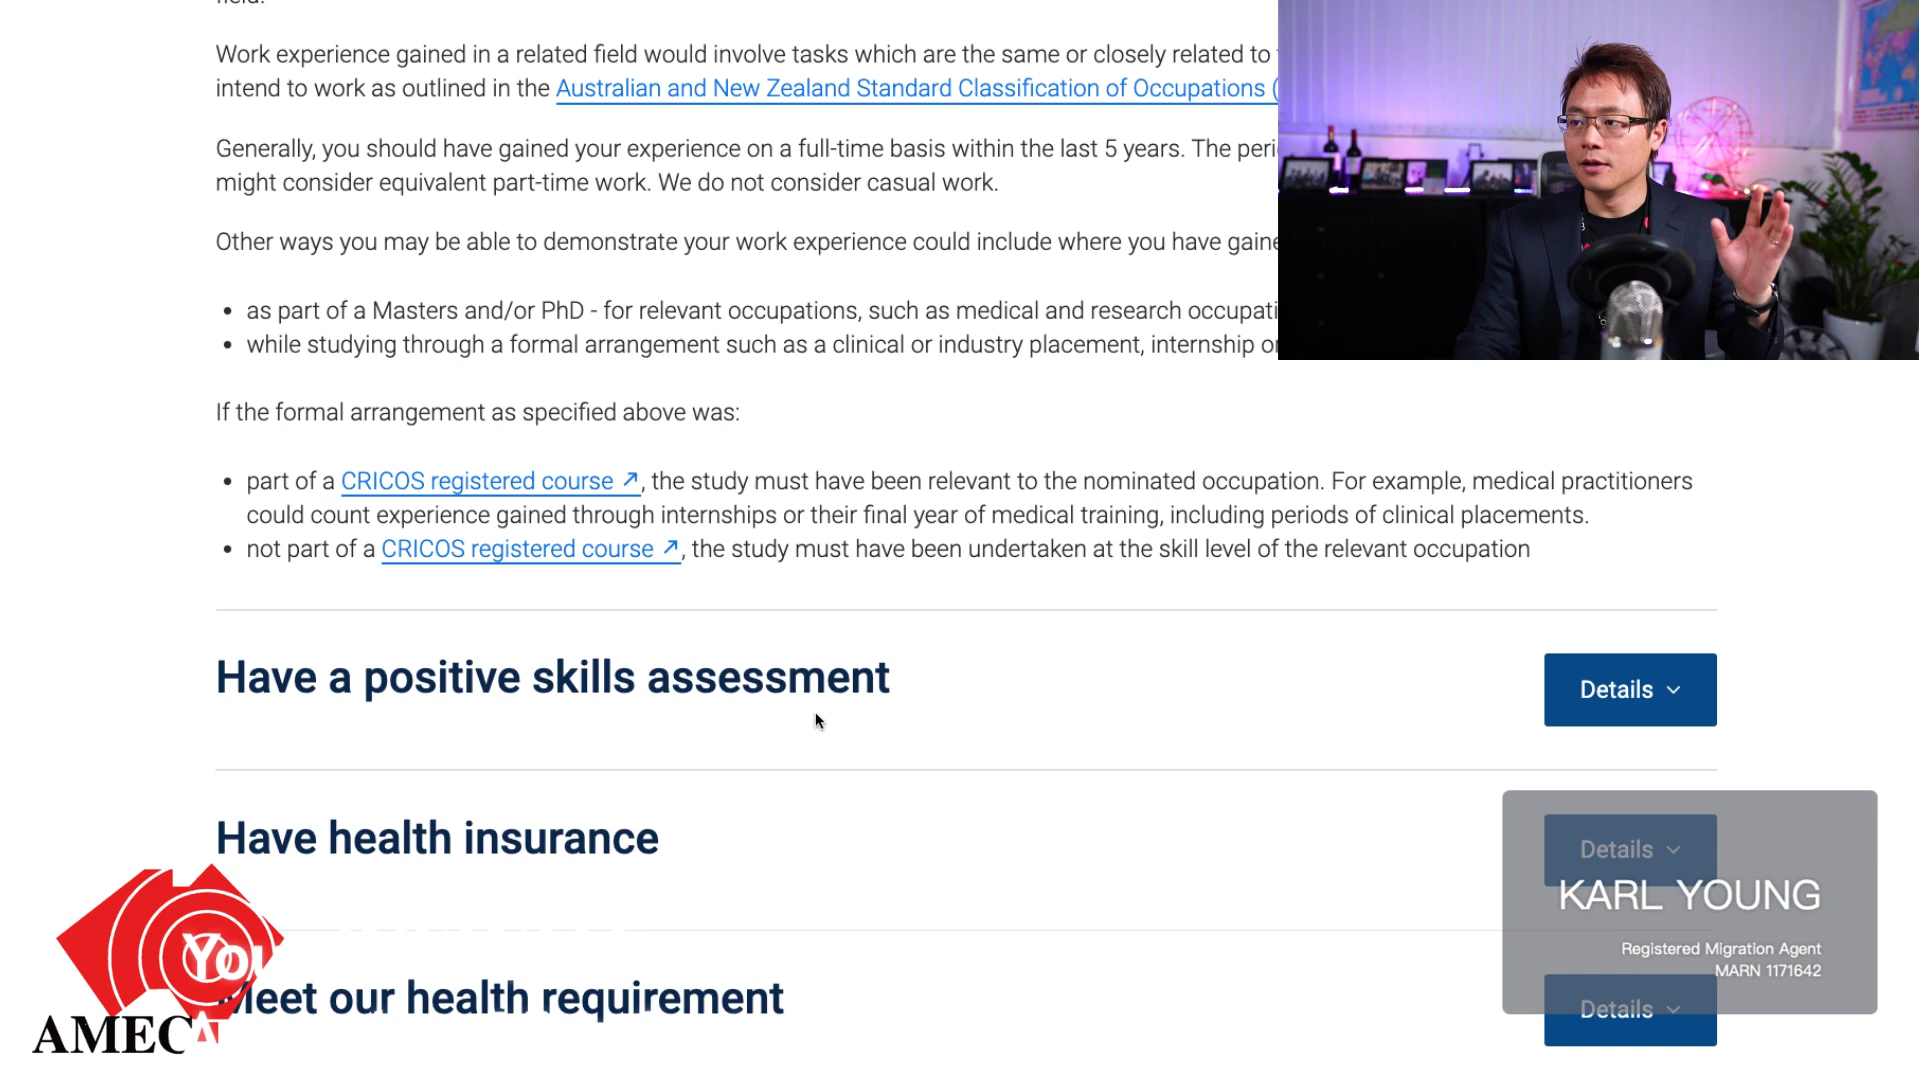 field.
Work experience gained in a related field would involve tasks which are the same or closely related to
intend to work as outlined in the Australian and New Zealand Standard Classification of Occupations (
Generally, you should have gained your experience on a full-time basis within the last 5 years. The peri
might consider equivalent part-time work. We do not consider casual work.
Other ways you may be able to demonstrate your work experience could include where you have gaine
• as part of a Masters and/or PhD - for relevant occupations, such as medical and research occupati
• while studying through a formal arrangement such as a clinical or industry placement, internship or
If the formal arrangement as specified above was:
• part of a CRICOS registered course ↗, the study must have been relevant to the nominated occupation. For example, medical practitioners
could count experience gained through internships or their final year of medical training, including periods of clinical placements.
• not part of a CRICOS registered course ↗, the study must have been undertaken at the skill level of the relevant occupation
Have a positive skills assessment
Details
Have health insurance
Details
KARL YOUNG
Registered Migration Agent
MARN 1171642
You
Meet our health requirement
Details
AMEC